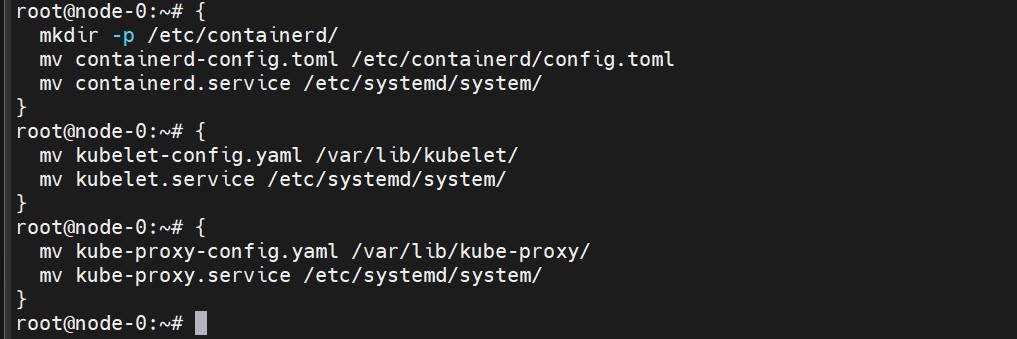 root@node-0:~# {
  mkdir -p /etc/containerd/
  mv containerd-config.toml /etc/containerd/config.toml
  mv containerd.service /etc/systemd/system/
}
root@node-0:~# {
  mv kubelet-config.yaml /var/lib/kubelet/
  mv kubelet.service /etc/systemd/system/
}
root@node-0:~# {
  mv kube-proxy-config.yaml /var/lib/kube-proxy/
  mv kube-proxy.service /etc/systemd/system/
}
root@node-0:~#